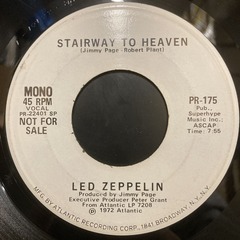 STAIRWAY TO HEAVEN
(Jimmy Page - Robert Plant)
MONO
45 RPM
VOCAL
PR-22401 SP
NOT FOR
SALE
PR-175
Pub.,
Superhype
Music Inc.,
ASCAP
Time: 7:55
LED ZEPPELIN
Produced by Jimmy Page
Executive Producer Peter Grant
From Atlantic LP 7208
℗ 1972 Atlantic
MFG. BY ATLANTIC RECORDING CORP., 1841 BROADWAY, N.Y., N.Y.